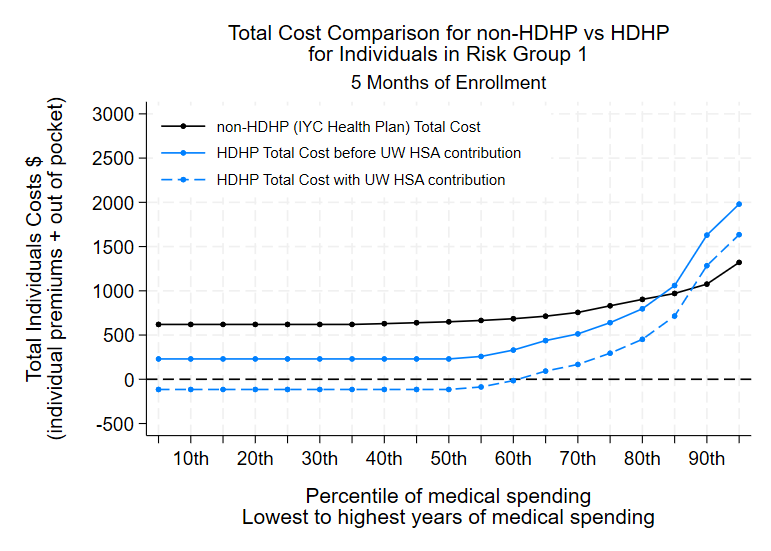 Total Cost Comparison for non-HDHP vs HDHP
for Individuals in Risk Group 1
5 Months of Enrollment
Total Individuals Costs $
(individual premiums + out of pocket)
3000
2500
2000
1500
1000
500
0
-500
non-HDHP (IYC Health Plan) Total Cost
HDHP Total Cost before UW HSA contribution
HDHP Total Cost with UW HSA contribution
10th 20th 30th 40th 50th 60th 70th 80th 90th
Percentile of medical spending
Lowest to highest years of medical spending